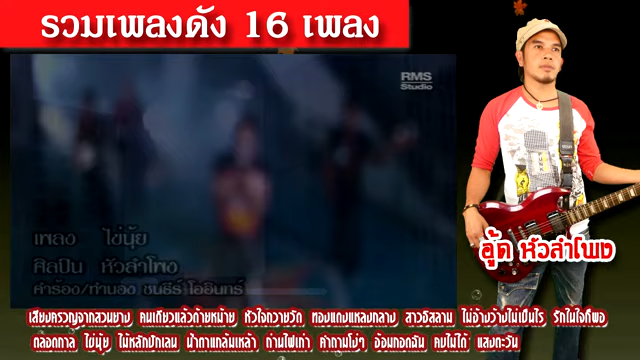 รวมเพลงดัง 16 เพลง
RMS
Studio
เพลง ไข่นุ้ย
ศิลปิน หัวลำโพง
คำร้อง/ทำนอง ชนธีร์ โออินทร์
อู๊ด หัวลำโพง
เสียงครวญจากสวนยาง คนเดียวแล้วท้ายหม้าย หัวใจถวายวัด ทองแดงแหลงกลาง สาวอิสลาม ไม่อ้างว้างไม่เป็นไร รักในใจก็พอ
ตลอดกาล ไข่นุ้ย ไม้หลักปักเลน น้ำตาแกล้มเหล้า ถ่านไฟเก่า คำถามโง่ๆ อ้อมกอดฉัน คบไม่ได้ แสงตะวัน